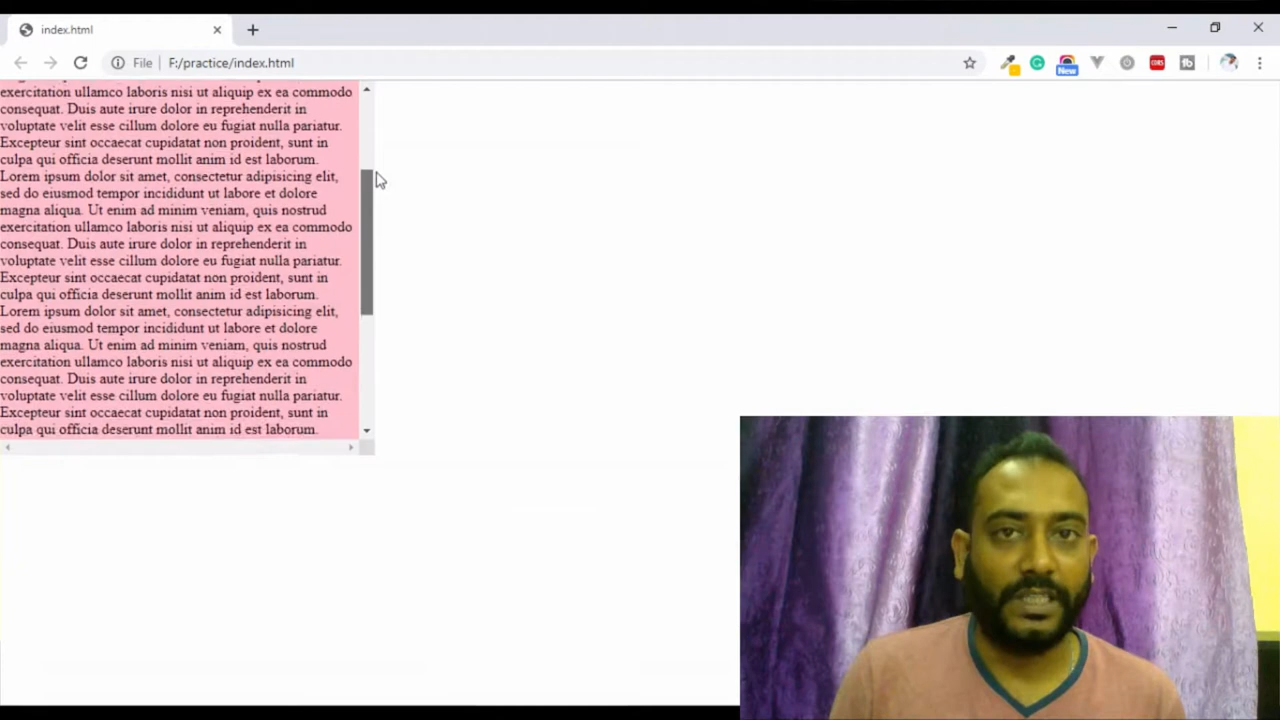 index.html
File
F:/practice/index.html
New
CORS
exercitation ullamco laboris nisi ut aliquip ex ea commodo
consequat. Duis aute irure dolor in reprehenderit in
voluptate velit esse cillum dolore eu fugiat nulla pariatur.
Excepteur sint occaecat cupidatat non proident, sunt in
culpa qui officia deserunt mollit anim id est laborum.
Lorem ipsum dolor sit amet, consectetur adipisicing elit,
sed do eiusmod tempor incididunt ut labore et dolore
magna aliqua. Ut enim ad minim veniam, quis nostrud
exercitation ullamco laboris nisi ut aliquip ex ea commodo
consequat. Duis aute irure dolor in reprehenderit in
voluptate velit esse cillum dolore eu fugiat nulla pariatur.
Excepteur sint occaecat cupidatat non proident, sunt in
culpa qui officia deserunt mollit anim id est laborum.
Lorem ipsum dolor sit amet, consectetur adipisicing elit,
sed do eiusmod tempor incididunt ut labore et dolore
magna aliqua. Ut enim ad minim veniam, quis nostrud
exercitation ullamco laboris nisi ut aliquip ex ea commodo
consequat. Duis aute irure dolor in reprehenderit in
voluptate velit esse cillum dolore eu fugiat nulla pariatur.
Excepteur sint occaecat cupidatat non proident, sunt in
culpa qui officia deserunt mollit anim id est laborum.